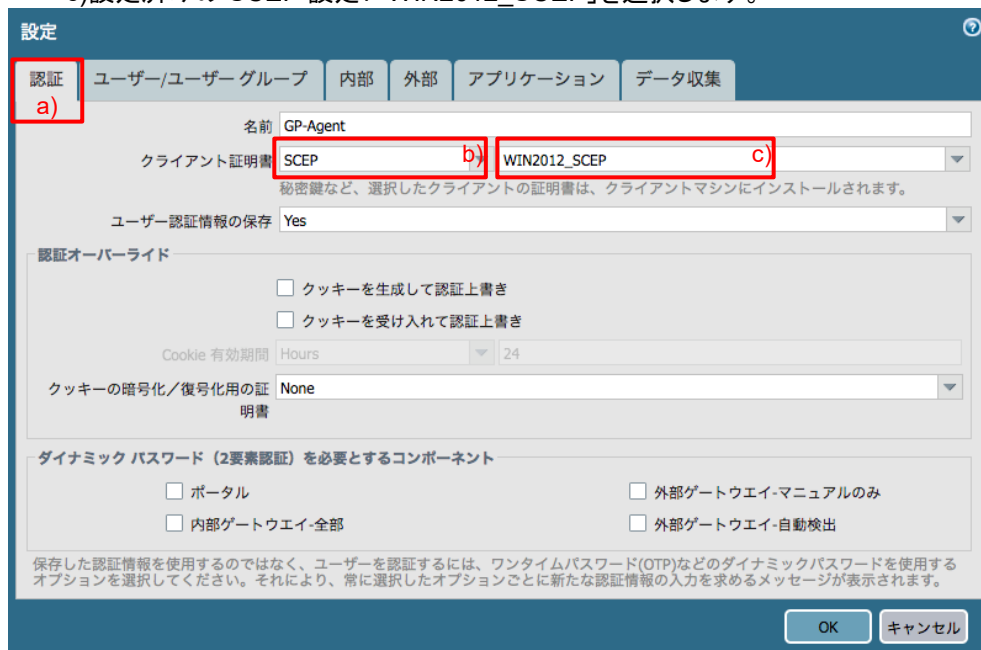 c)設定済みの SCEP 設定:「WIN2012_SCEP」を選択します。
設定
認証 ユーザー/ユーザー グループ 内部 外部 アプリケーション データ収集
a)
名前 GP-Agent
クライアント証明書 SCEP b) WIN2012_SCEP c)
秘密鍵など、選択したクライアントの証明書は、クライアントマシンにインストールされます。
ユーザー認証情報の保存 Yes
認証オーバーライド
クッキーを生成して認証上書き
クッキーを受け入れて認証上書き
Cookie 有効期間 Hours 24
クッキーの暗号化／復号化用の証 None
明書
ダイナミック パスワード（2要素認証）を必要とするコンポーネント
ポータル 外部ゲートウエイ-マニュアルのみ
内部ゲートウエイ-全部 外部ゲートウエイ-自動検出
保存した認証情報を使用するのではなく、ユーザーを認証するには、ワンタイムパスワード(OTP)などのダイナミックパスワードを使用する
オプションを選択してください。それにより、常に選択したオプションごとに新たな認証情報の入力を求めるメッセージが表示されます。
OK キャンセル